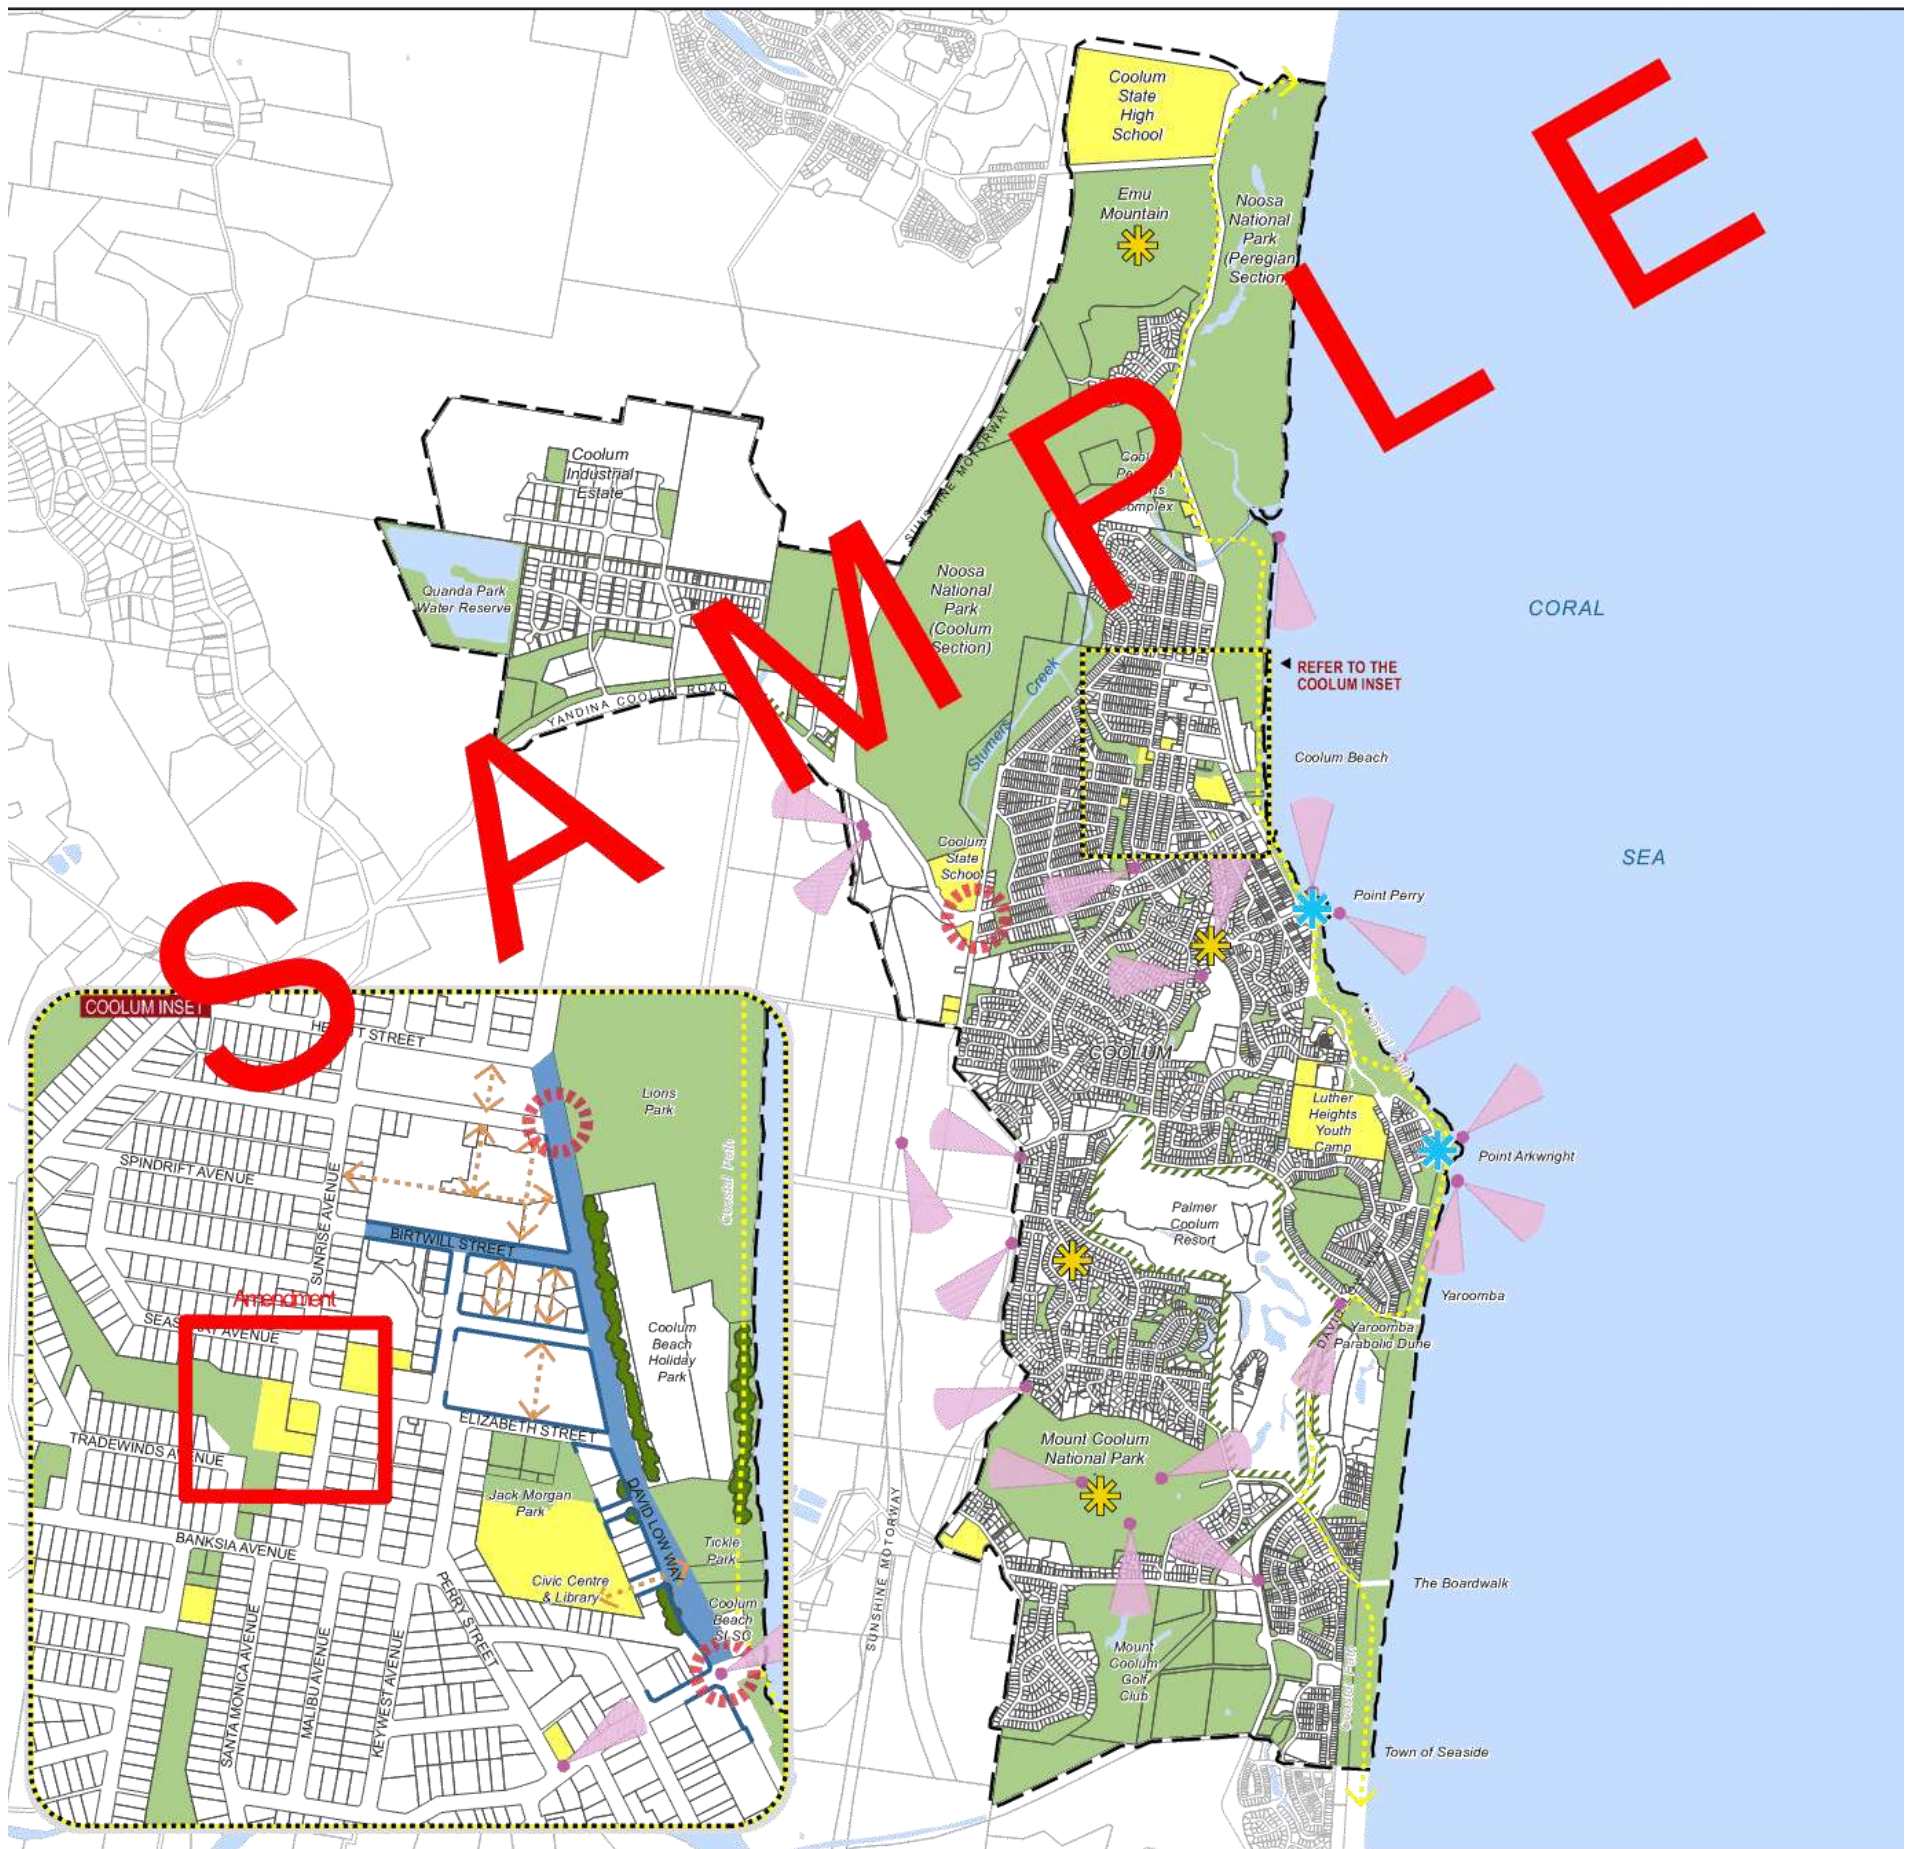 Coolum
State
High
School
Emu
Mountain
Noosa
National
Park
(Peregian
Section)
SAMPLE
Coolum
Industrial
Estate
SUNSHINE MOTORWAY
Quanda Park
Water Reserve
Noosa
National
Park
(Coolum
Section)
YANDINA COOLUM ROAD
Stumers Creek
CORAL
SEA
REFER TO THE
COOLUM INSET
Coolum Beach
Coolum
State
School
Point Perry
COOLUM
Luther
Heights
Youth
Camp
Point Arkwright
Palmer
Coolum
Resort
Yaroomba
Yaroomba
Parabolic Dune
DAVID
Mount Coolum
National Park
SUNSHINE MOTORWAY
The Boardwalk
Mount
Coolum
Golf
Club
Coastal Path
Town of Seaside
COOLUM INSET
STREET
Lions
Park
Coastal Path
SPINDRIFT AVENUE
SUNRISE AVENUE
BIRTWILL STREET
Amendment
AVENUE
Coolum
Beach
Holiday
Park
ELIZABETH STREET
TRADEWINDS AVENUE
Jack Morgan
Park
DAVID LOW WAY
Tickle
Park
BANKSIA AVENUE
Civic Centre
& Library
PERRY STREET
Coolum
Beach
SLSC
SANTA MONICA AVENUE
MALIBU AVENUE
KEYWEST AVENUE